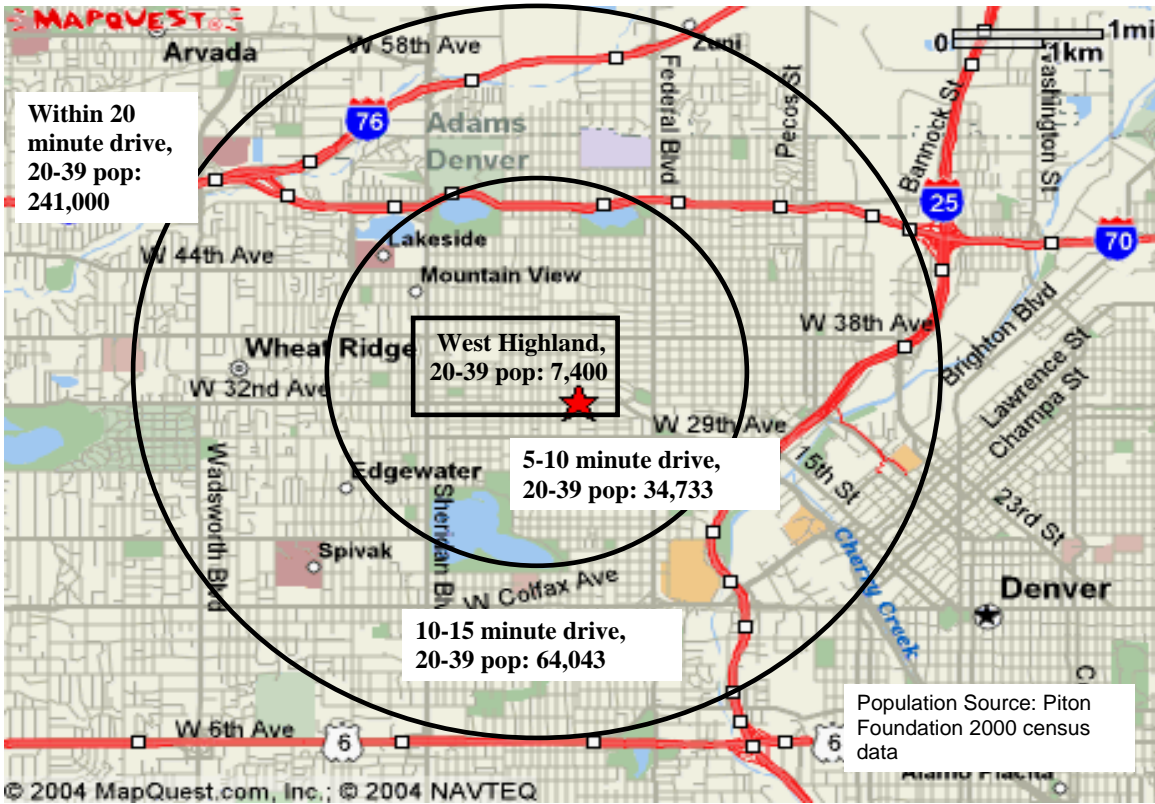 MAPQUEST
Arvada
W 58th Ave
Zuni
0
1mi
1km
Within 20
minute drive,
20-39 pop:
241,000
76
Adams
Denver
Federal Blvd
Pecos St
Bannock St
Washington St
25
70
W 44th Ave
Lakeside
Mountain View
W 38th Ave
Brighton Blvd
Lawrence St
Champa St
West Highland,
20-39 pop: 7,400
Wheat Ridge
W 32nd Ave
W 29th Ave
5-10 minute drive,
20-39 pop: 34,733
15th St
23rd St
Edgewater
Wadsworth Blvd
Sheridan
Spivak
W Colfax Ave
Cherry Creek
Denver
10-15 minute drive,
20-39 pop: 64,043
Population Source: Piton
Foundation 2000 census
data
W 6th Ave
6
6
Alamo Placita
© 2004 MapQuest.com, Inc.; © 2004 NAVTEQ